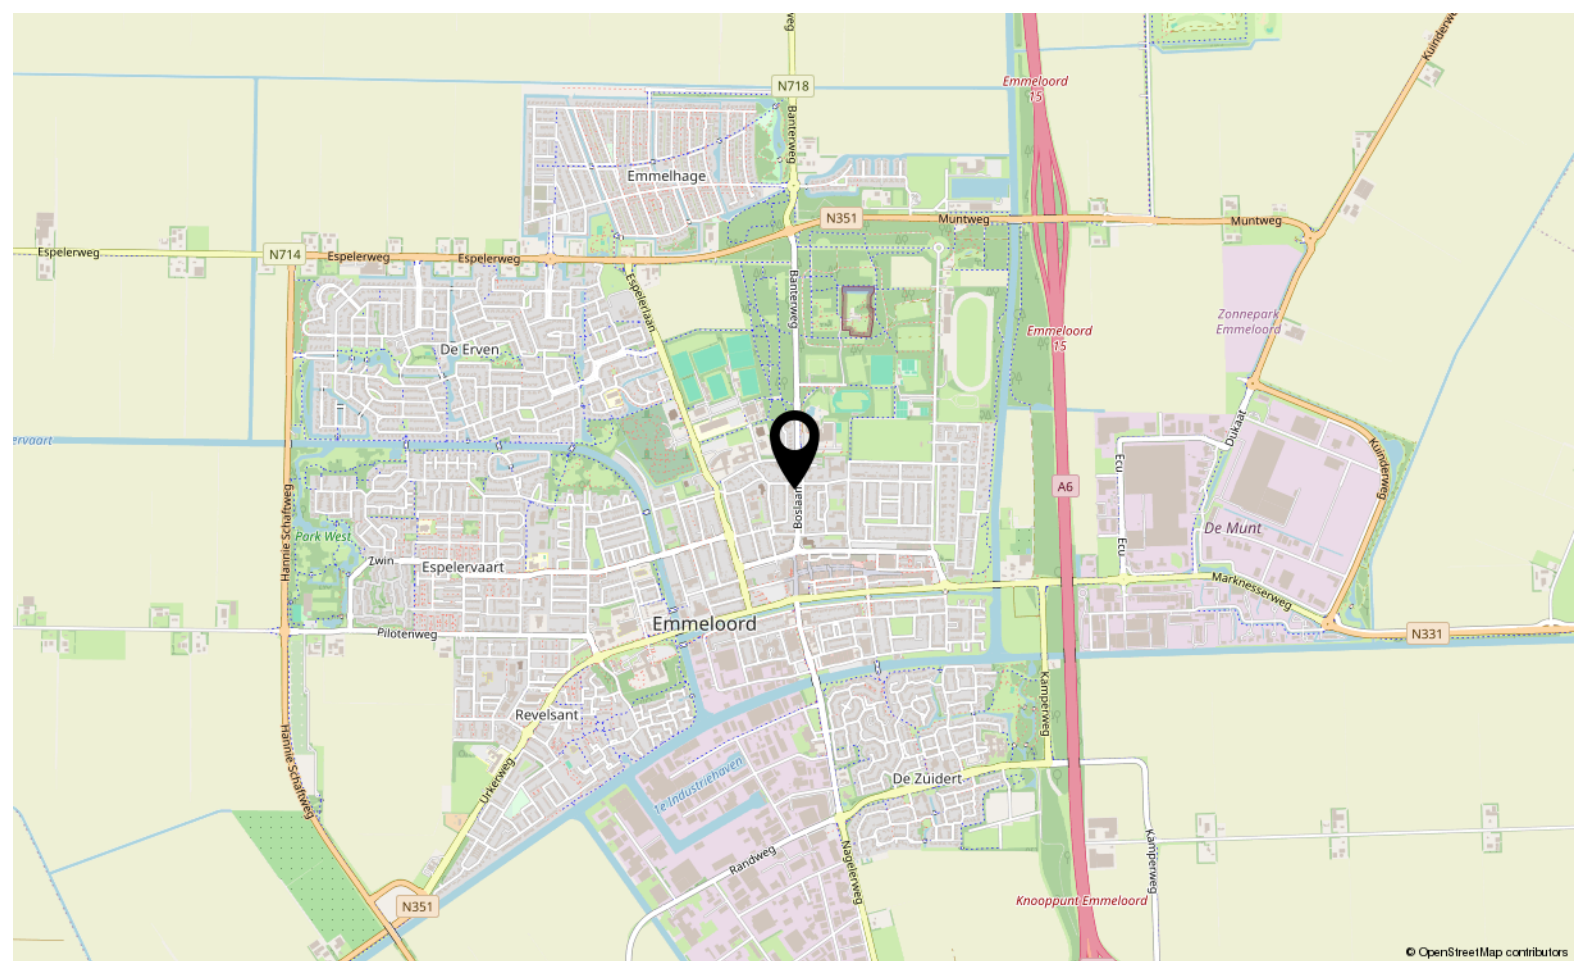 weg
Kuinderweg
Emmeloord
15
N718
Banterweg
Emmelhage
N351
Muntweg
Muntweg
Espelerweg
N714
Espelerweg
Espelerweg
Banterweg
Espelerlaan
Zonnepark
Emmeloord
Emmeloord
15
De Erven
ervaart
Dukaat
Kuinderweg
Ecu
A6
Boslaan
Hannie Schaftweg
De Munt
Park West
Ecu
Zwin
Espelervaart
Marknesserweg
Emmeloord
Pilotenweg
N331
Kamperweg
Revelsant
Hannie Schaftweg
Urkerweg
1e Industriehaven
De Zuidert
Randweg
Nagelerweg
Kamperweg
N351
Knooppunt Emmeloord
© OpenStreetMap contributors